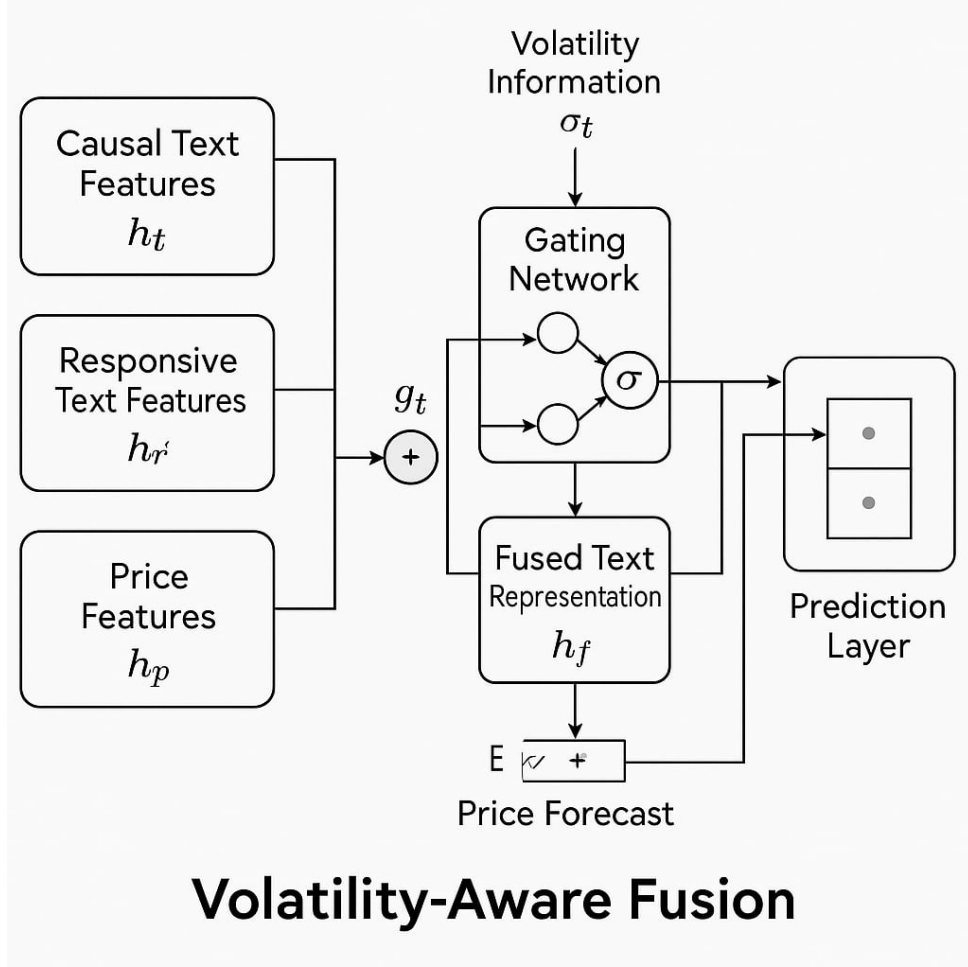 Volatility
Information
σt
Causal Text
Features
ht
Responsive
Text Features
hr
Price
Features
hp
gt
+
Gating
Network
σ
Fused Text
Representation
hf
E
+
Price Forecast
Prediction
Layer
Volatility-Aware Fusion